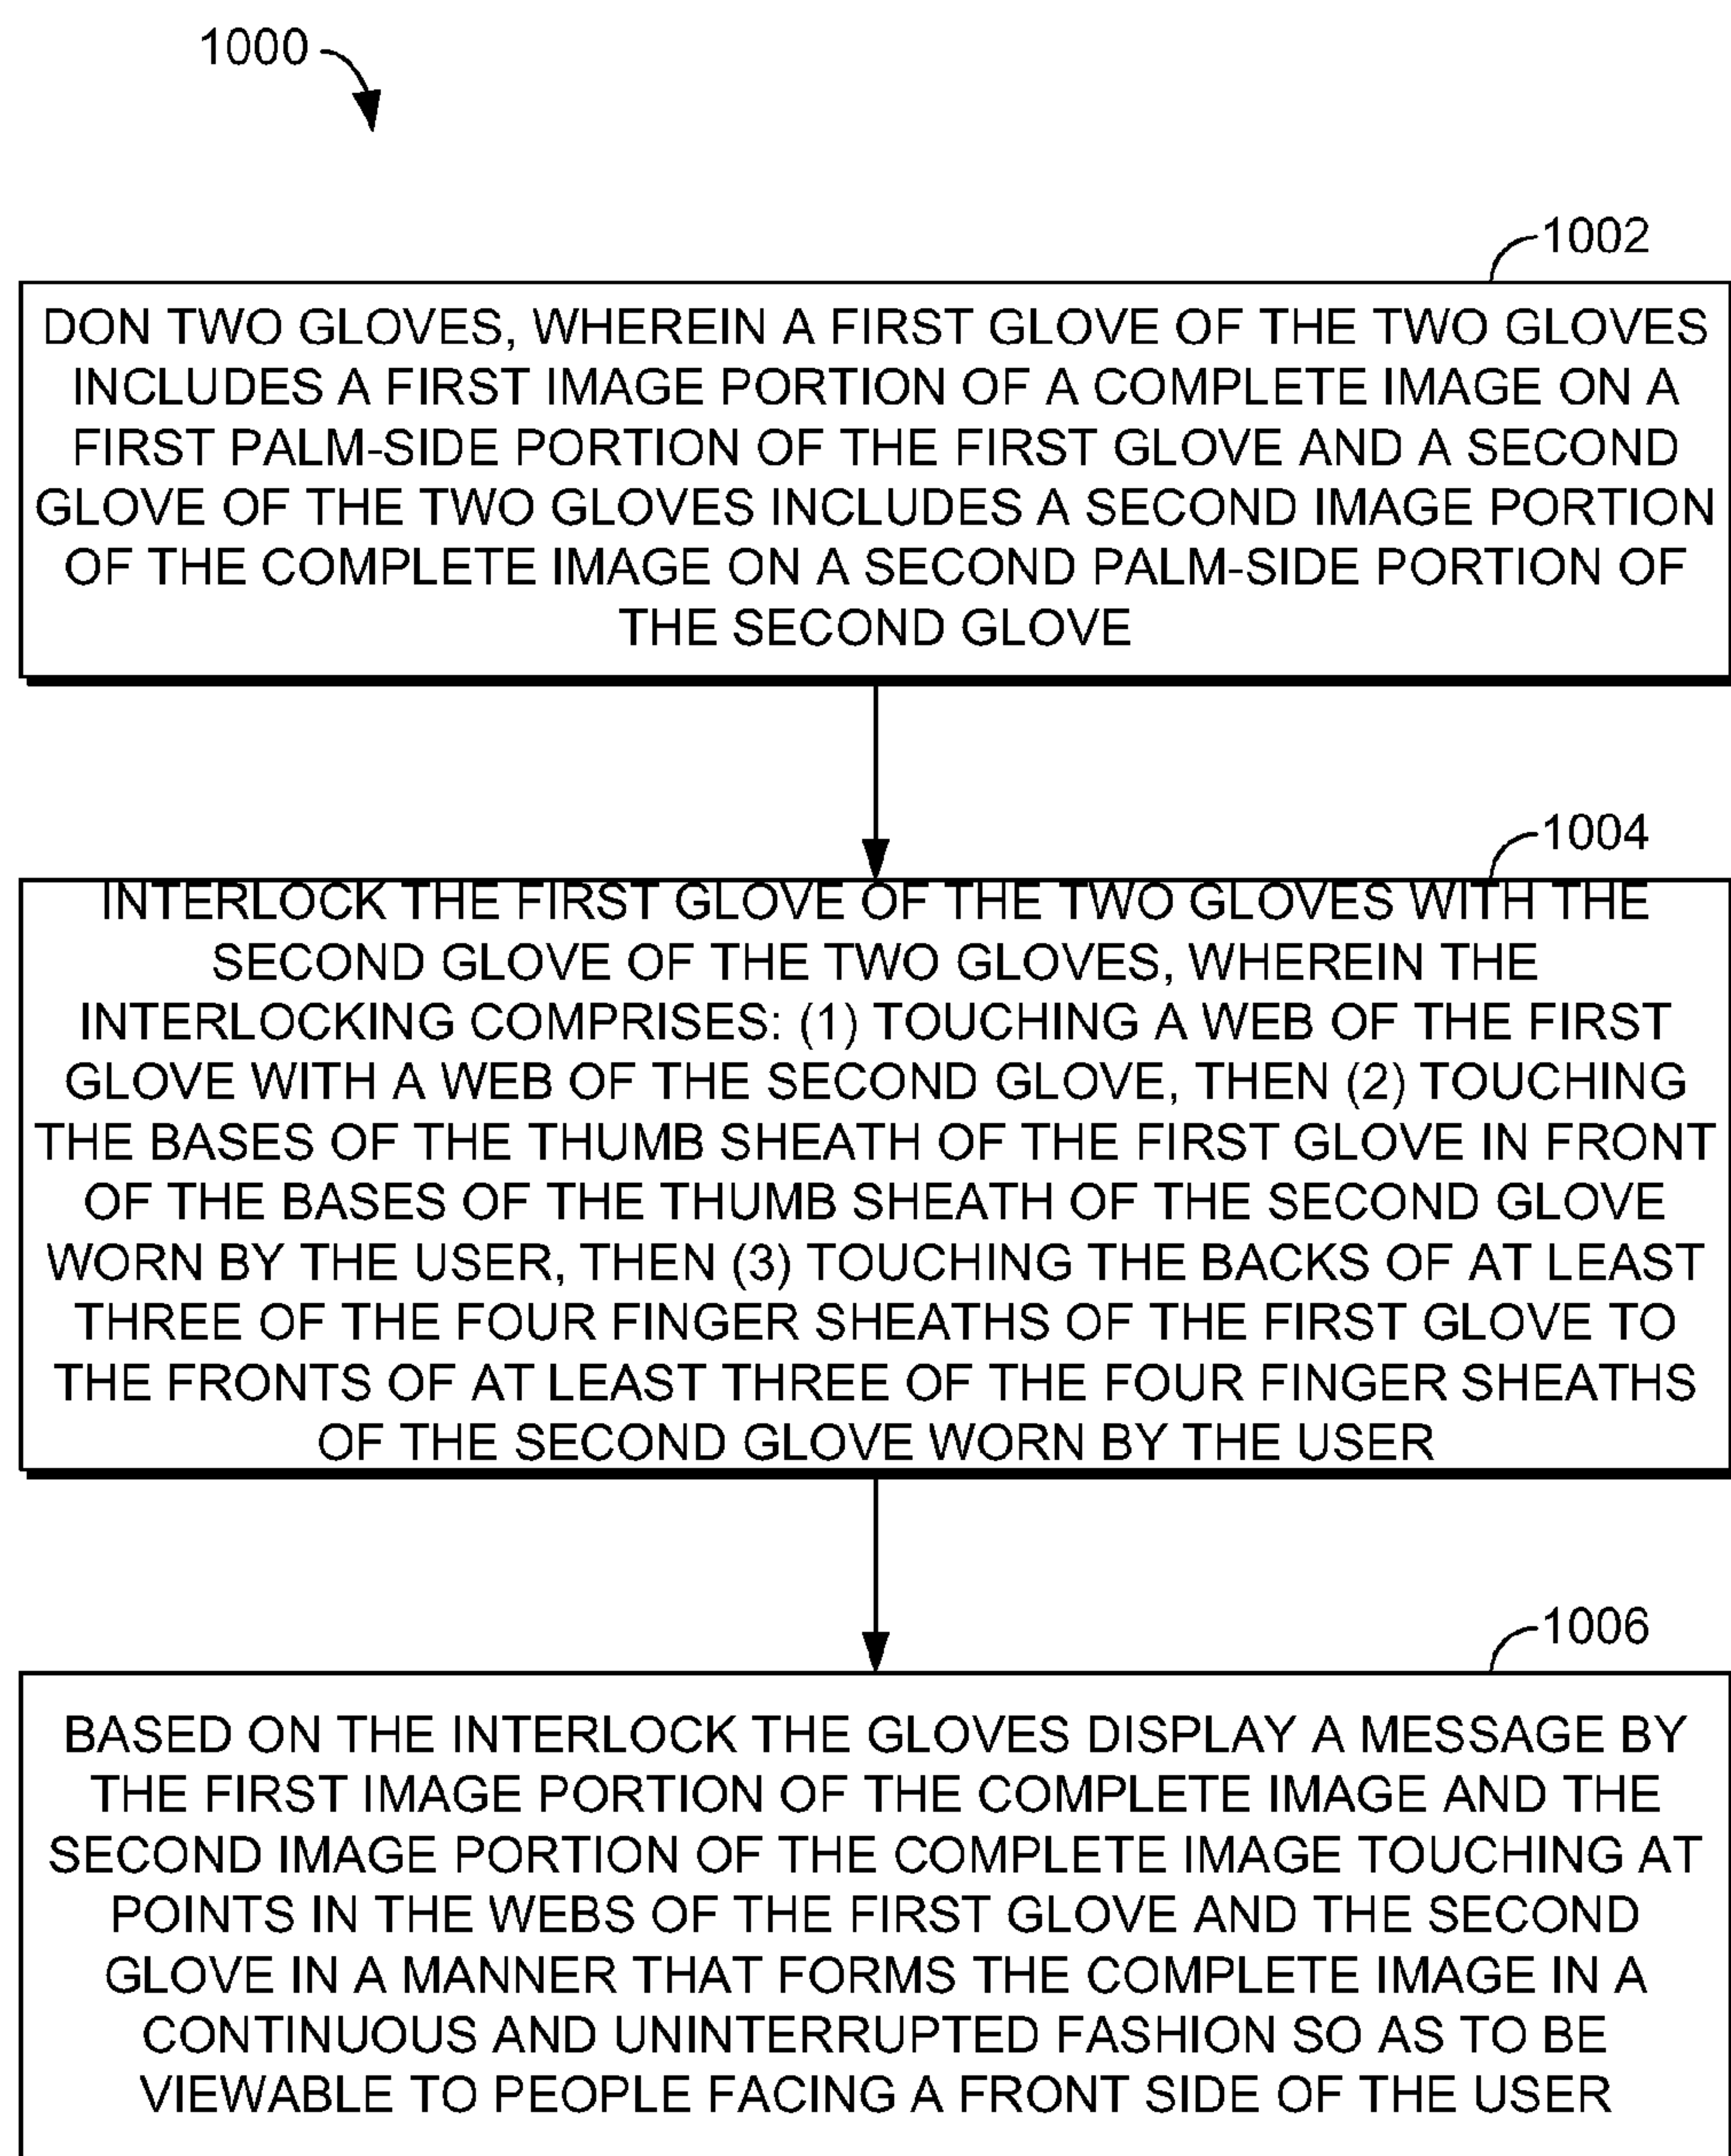 1000
1002
DON TWO GLOVES, WHEREIN A FIRST GLOVE OF THE TWO GLOVES
INCLUDES A FIRST IMAGE PORTION OF A COMPLETE IMAGE ON A
FIRST PALM-SIDE PORTION OF THE FIRST GLOVE AND A SECOND
GLOVE OF THE TWO GLOVES INCLUDES A SECOND IMAGE PORTION
OF THE COMPLETE IMAGE ON A SECOND PALM-SIDE PORTION OF
THE SECOND GLOVE
1004
INTERLOCK THE FIRST GLOVE OF THE TWO GLOVES WITH THE
SECOND GLOVE OF THE TWO GLOVES, WHEREIN THE
INTERLOCKING COMPRISES: (1) TOUCHING A WEB OF THE FIRST
GLOVE WITH A WEB OF THE SECOND GLOVE, THEN (2) TOUCHING
THE BASES OF THE THUMB SHEATH OF THE FIRST GLOVE IN FRONT
OF THE BASES OF THE THUMB SHEATH OF THE SECOND GLOVE
WORN BY THE USER, THEN (3) TOUCHING THE BACKS OF AT LEAST
THREE OF THE FOUR FINGER SHEATHS OF THE FIRST GLOVE TO
THE FRONTS OF AT LEAST THREE OF THE FOUR FINGER SHEATHS
OF THE SECOND GLOVE WORN BY THE USER
1006
BASED ON THE INTERLOCK THE GLOVES DISPLAY A MESSAGE BY
THE FIRST IMAGE PORTION OF THE COMPLETE IMAGE AND THE
SECOND IMAGE PORTION OF THE COMPLETE IMAGE TOUCHING AT
POINTS IN THE WEBS OF THE FIRST GLOVE AND THE SECOND
GLOVE IN A MANNER THAT FORMS THE COMPLETE IMAGE IN A
CONTINUOUS AND UNINTERRUPTED FASHION SO AS TO BE
VIEWABLE TO PEOPLE FACING A FRONT SIDE OF THE USER